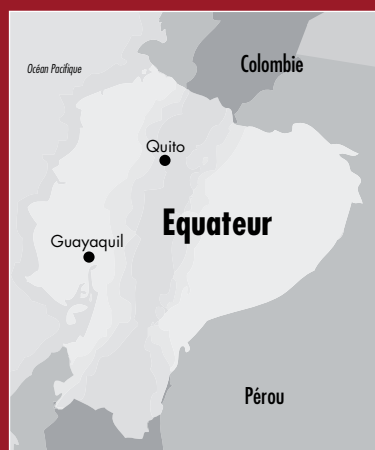 Colombie
Océan Pacifique
Quito
Equateur
Guayaquil
Pérou